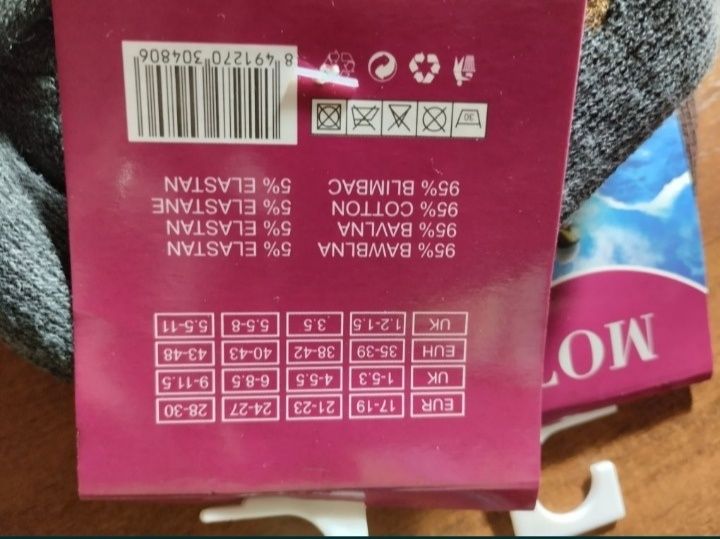 EUR 17-19 21-23 24-27 28-30
UK 1-5.3 4-5.5 6-8.5 9-11.5
EUH 35-39 38-42 40-43 43-48
UK 1.2-1.5 3.5 5.5-8 5.5-11
95% BAWBLNA 5% ELASTAN
95% BAVLNA 5% ELASTAN
95% COTTON 5% ELASTANE
95% BLIMBAC 5% ELASTAN
30
8 491270 304806